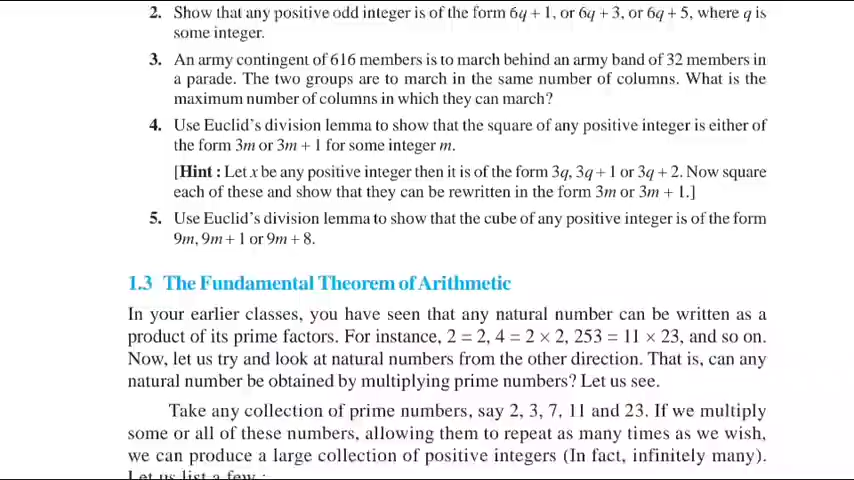 2. Show that any positive odd integer is of the form 6q + 1, or 6q + 3, or 6q + 5, where q is
some integer.
3. An army contingent of 616 members is to march behind an army band of 32 members in
a parade. The two groups are to march in the same number of columns. What is the
maximum number of columns in which they can march?
4. Use Euclid's division lemma to show that the square of any positive integer is either of
the form 3m or 3m + 1 for some integer m.
[Hint : Let x be any positive integer then it is of the form 3q, 3q + 1 or 3q + 2. Now square
each of these and show that they can be rewritten in the form 3m or 3m + 1.]
5. Use Euclid's division lemma to show that the cube of any positive integer is of the form
9m, 9m + 1 or 9m + 8.
1.3 The Fundamental Theorem of Arithmetic
In your earlier classes, you have seen that any natural number can be written as a
product of its prime factors. For instance, 2 = 2, 4 = 2 × 2, 253 = 11 × 23, and so on.
Now, let us try and look at natural numbers from the other direction. That is, can any
natural number be obtained by multiplying prime numbers? Let us see.
Take any collection of prime numbers, say 2, 3, 7, 11 and 23. If we multiply
some or all of these numbers, allowing them to repeat as many times as we wish,
we can produce a large collection of positive integers (In fact, infinitely many).
Let us list a few :